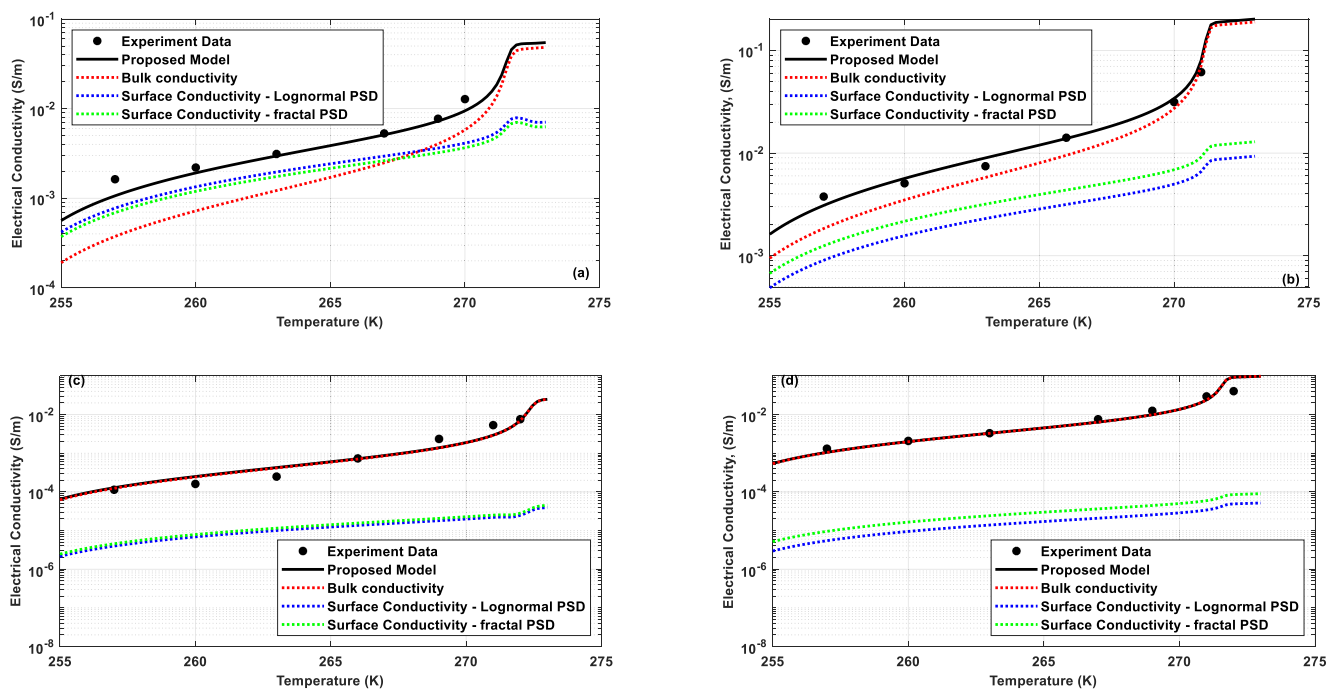 10^-1
10^-2
10^-3
10^-4
Electrical Conductivity (S/m)
Experiment Data
Proposed Model
Bulk conductivity
Surface Conductivity - Lognormal PSD
Surface Conductivity - fractal PSD
(a)
255 260 265 270 275
Temperature (K)
10^-1
10^-2
10^-3
Electrical Conductivity, (S/m)
Experiment Data
Proposed Model
Bulk conductivity
Surface Conductivity - Lognormal PSD
Surface Conductivity - fractal PSD
(b)
255 260 265 270 275
Temperature (K)
(c)
10^-2
10^-4
10^-6
10^-8
Electrical Conductivity (S/m)
Experiment Data
Proposed Model
Bulk conductivity
Surface Conductivity - Lognormal PSD
Surface Conductivity - fractal PSD
255 260 265 270 275
Temperature (K)
(d)
10^-2
10^-4
10^-6
10^-8
Electrical Conductivity, (S/m)
Experiment Data
Proposed Model
Bulk conductivity
Surface Conductivity - Lognormal PSD
Surface Conductivity - fractal PSD
255 260 265 270 275
Temperature (K)